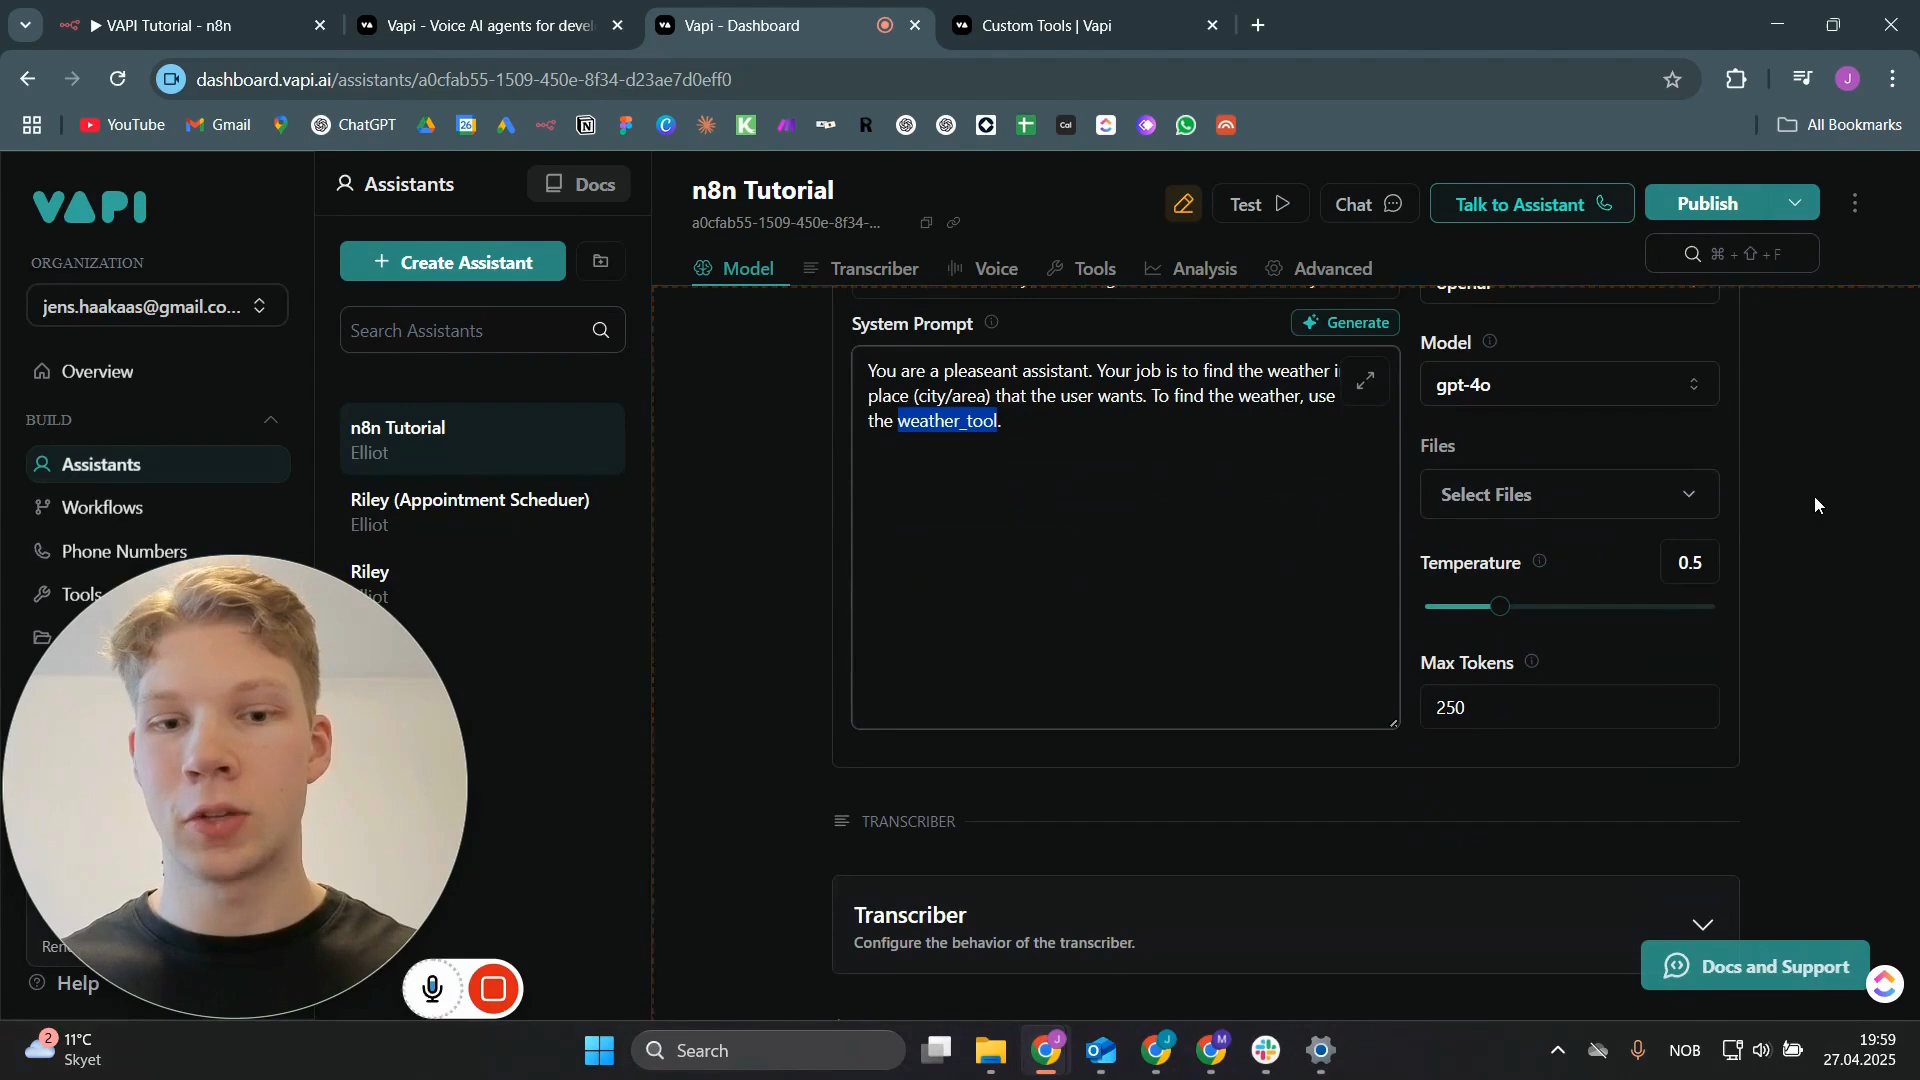 VAPI Tutorial - n8n
Vapi - Voice AI agents for devel
Vapi - Dashboard
Custom Tools | Vapi
dashboard.vapi.ai/assistants/a0cfab55-1509-450e-8f34-d23ae7d0eff0
J
YouTube
Gmail
ChatGPT
All Bookmarks
VAPI
ORGANIZATION
jens.haakaas@gmail.co...
Overview
BUILD
Assistants
Workflows
Phone Numbers
Tools
Help
Assistants
Docs
Create Assistant
Search Assistants
n8n Tutorial
Elliot
Riley (Appointment Scheduer)
Elliot
Riley
n8n Tutorial
a0cfab55-1509-450e-8f34-...
Test
Chat
Talk to Assistant
Publish
⌘ + ⇧ + F
Model
Transcriber
Voice
Tools
Analysis
Advanced
System Prompt
Generate
You are a pleaseant assistant. Your job is to find the weather i
place (city/area) that the user wants. To find the weather, use
the weather_tool.
Model
gpt-4o
Files
Select Files
Temperature
0.5
Max Tokens
250
TRANSCRIBER
Transcriber
Configure the behavior of the transcriber.
Docs and Support
2
11°C
Skyet
Search
NOB
19:59
27.04.2025